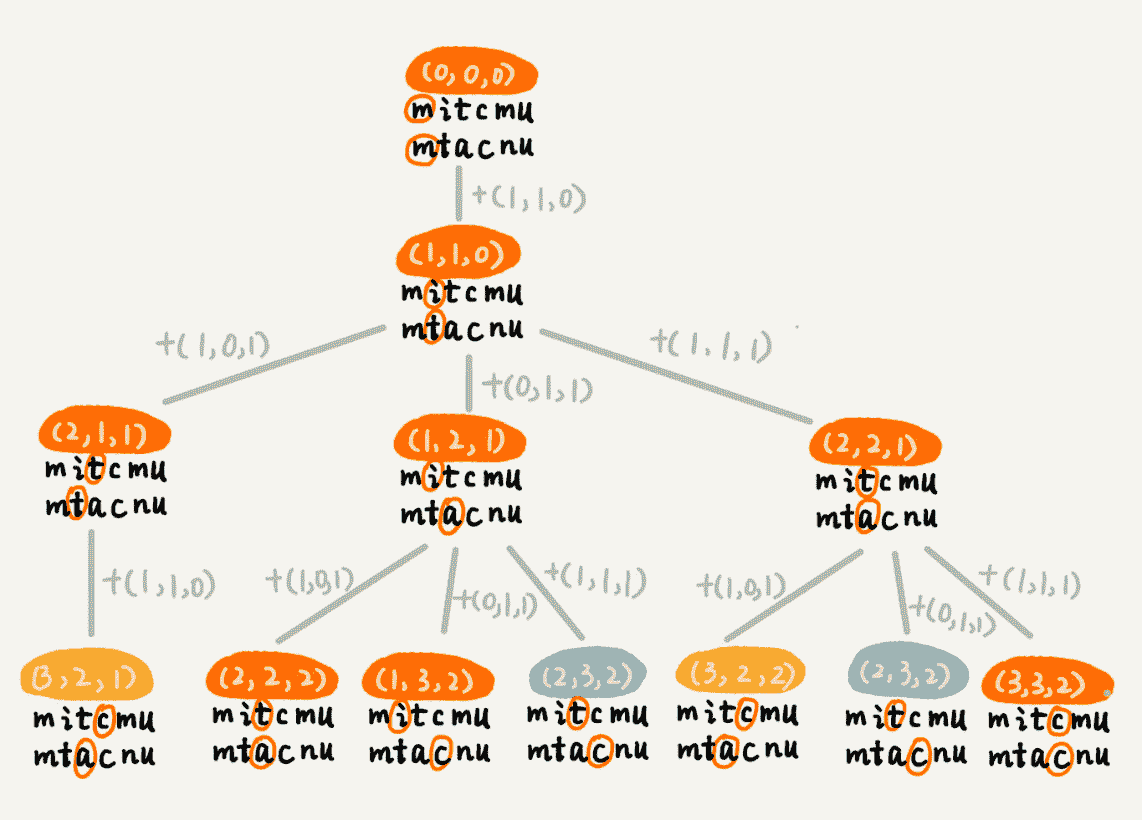 (0,0,0)
mitcmu
mtacnu
+(1,1,0)
(1,1,0)
mitcmu
mtacnu
+(1,0,1)
+(0,1,1)
+(1.1,1)
(2,1,1)
mitcmu
mtacnu
(1.2,1)
mitcmu
mtacnu
(2,2,1)
mitcmu
mtacnu
+(1,1,0)
+(1,0,1)
+(0,1,1)
+(1,1,1)
+(1,0,1)
+(0,1,1)
+(1,1,1)
(3,2,1)
mitcmu
mtacnu
(2,2,2)
mitcmu
mtacnu
(1,3,2)
mitcmu
mtacnu
(2,3,2)
mitcmu
mtacnu
(3,2,2)
mitcmu
mtacnu
(2,3,2)
mitcmu
mtacnu
(3,3,2)
mitcmu
mtacnu